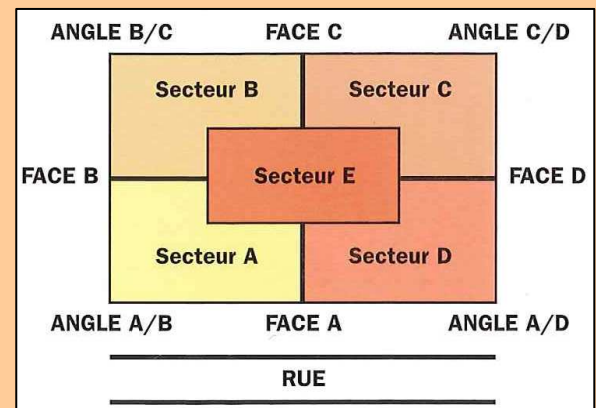 ANGLE B/C FACE C ANGLE C/D
Secteur B Secteur C
FACE B Secteur E FACE D
Secteur A Secteur D
ANGLE A/B FACE A ANGLE A/D
RUE